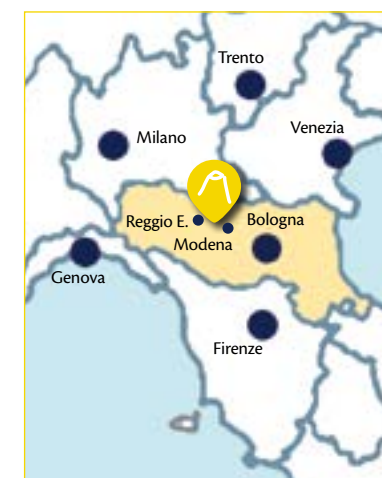 Trento
Venezia
Milano
Reggio E.
Bologna
Modena
Genova
Firenze